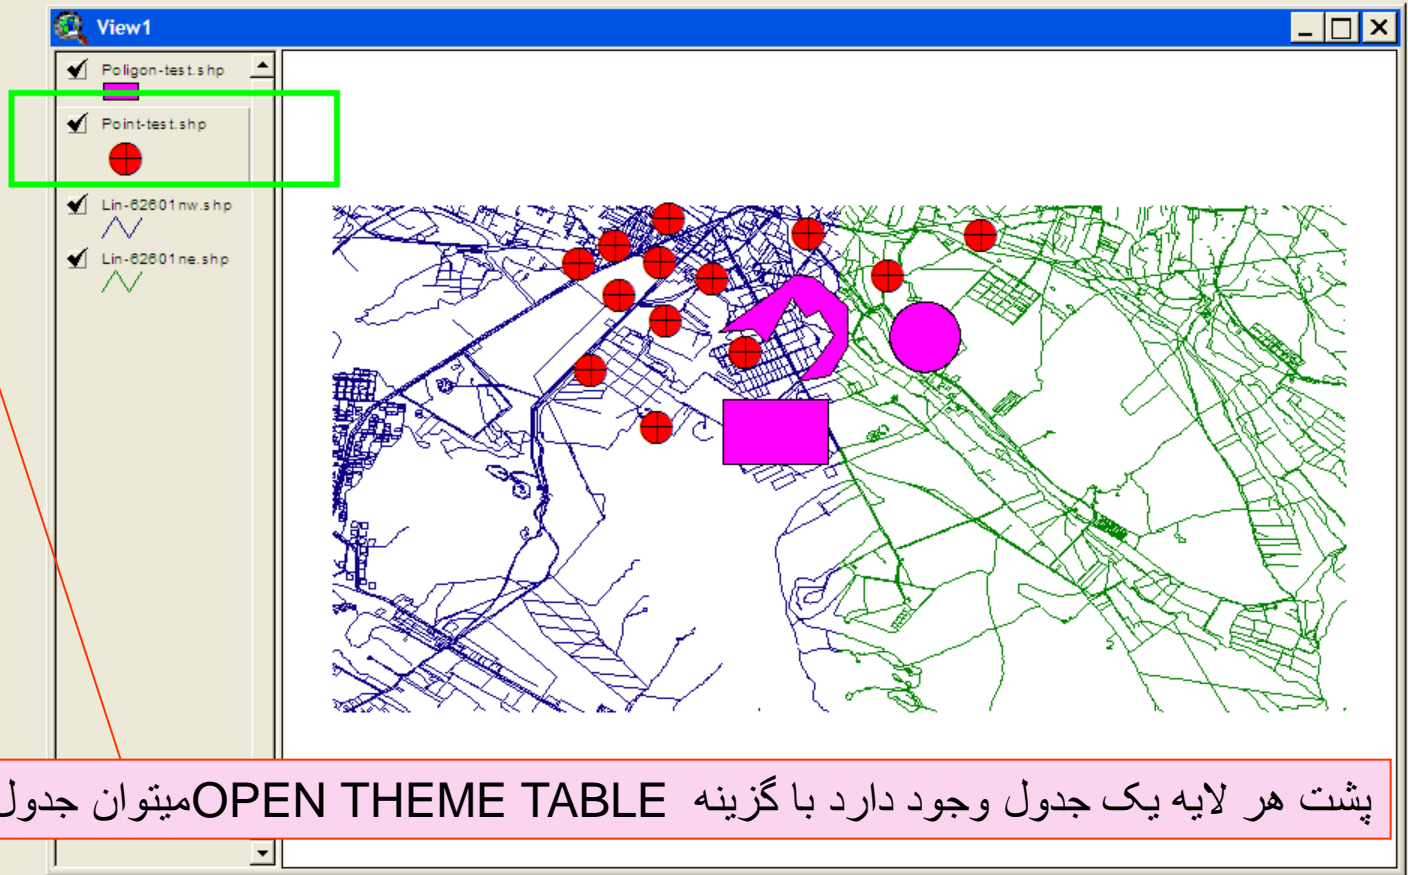 View1
Poligon-test.shp
Point-test.shp
Lin-62601nw.shp
Lin-62601ne.shp
پشت هر لایه یک جدول وجود دارد با گزینه OPEN THEME TABLEمیتوان جدول